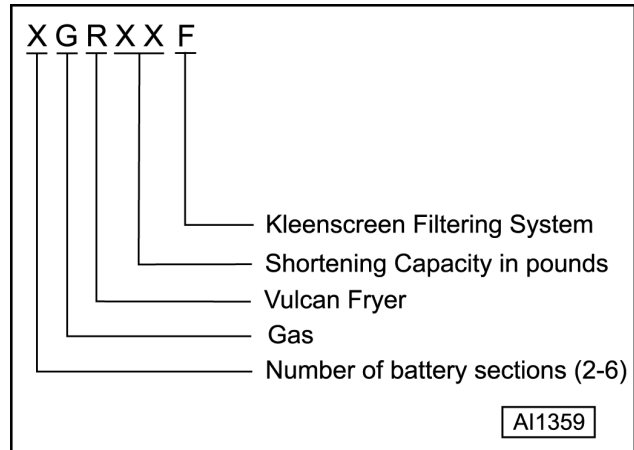 X G R X X F
Kleenscreen Filtering System
Shortening Capacity in pounds
Vulcan Fryer
Gas
Number of battery sections (2-6)
AI1359